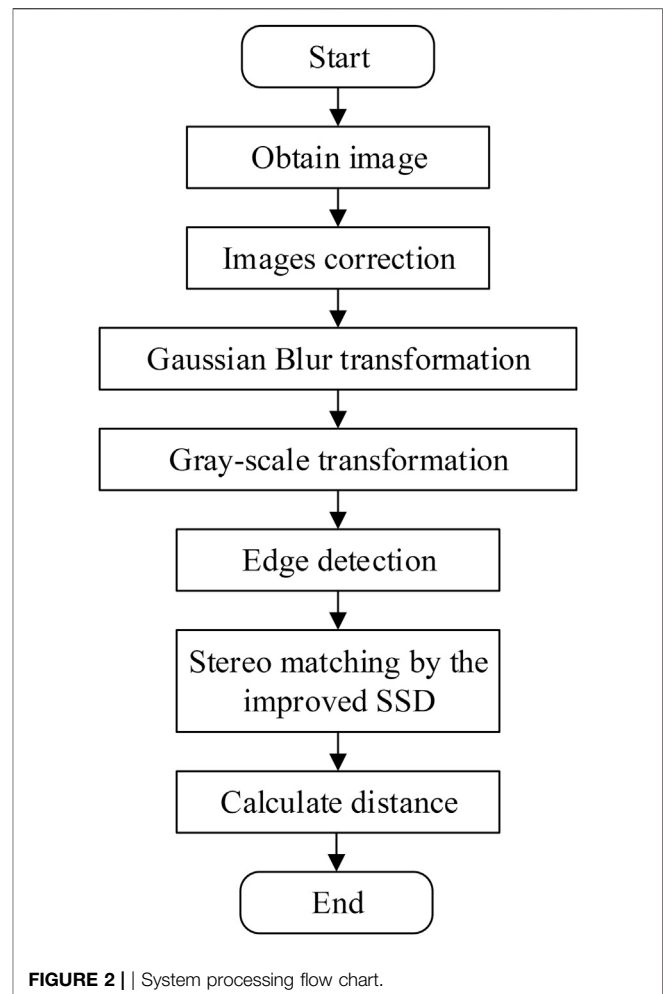 Start
Obtain image
Images correction
Gaussian Blur transformation
Gray-scale transformation
Edge detection
Stereo matching by the
improved SSD
Calculate distance
End
FIGURE 2 | | System processing flow chart.